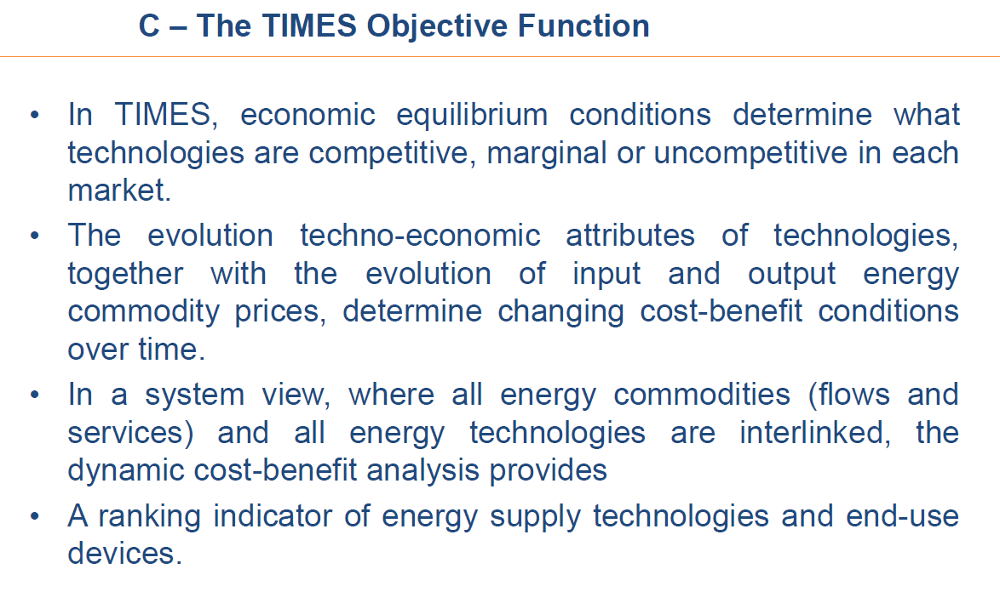 C – The TIMES Objective Function
• In TIMES, economic equilibrium conditions determine what
technologies are competitive, marginal or uncompetitive in each
market.
• The evolution techno-economic attributes of technologies,
together with the evolution of input and output energy
commodity prices, determine changing cost-benefit conditions
over time.
• In a system view, where all energy commodities (flows and
services) and all energy technologies are interlinked, the
dynamic cost-benefit analysis provides
• A ranking indicator of energy supply technologies and end-use
devices.